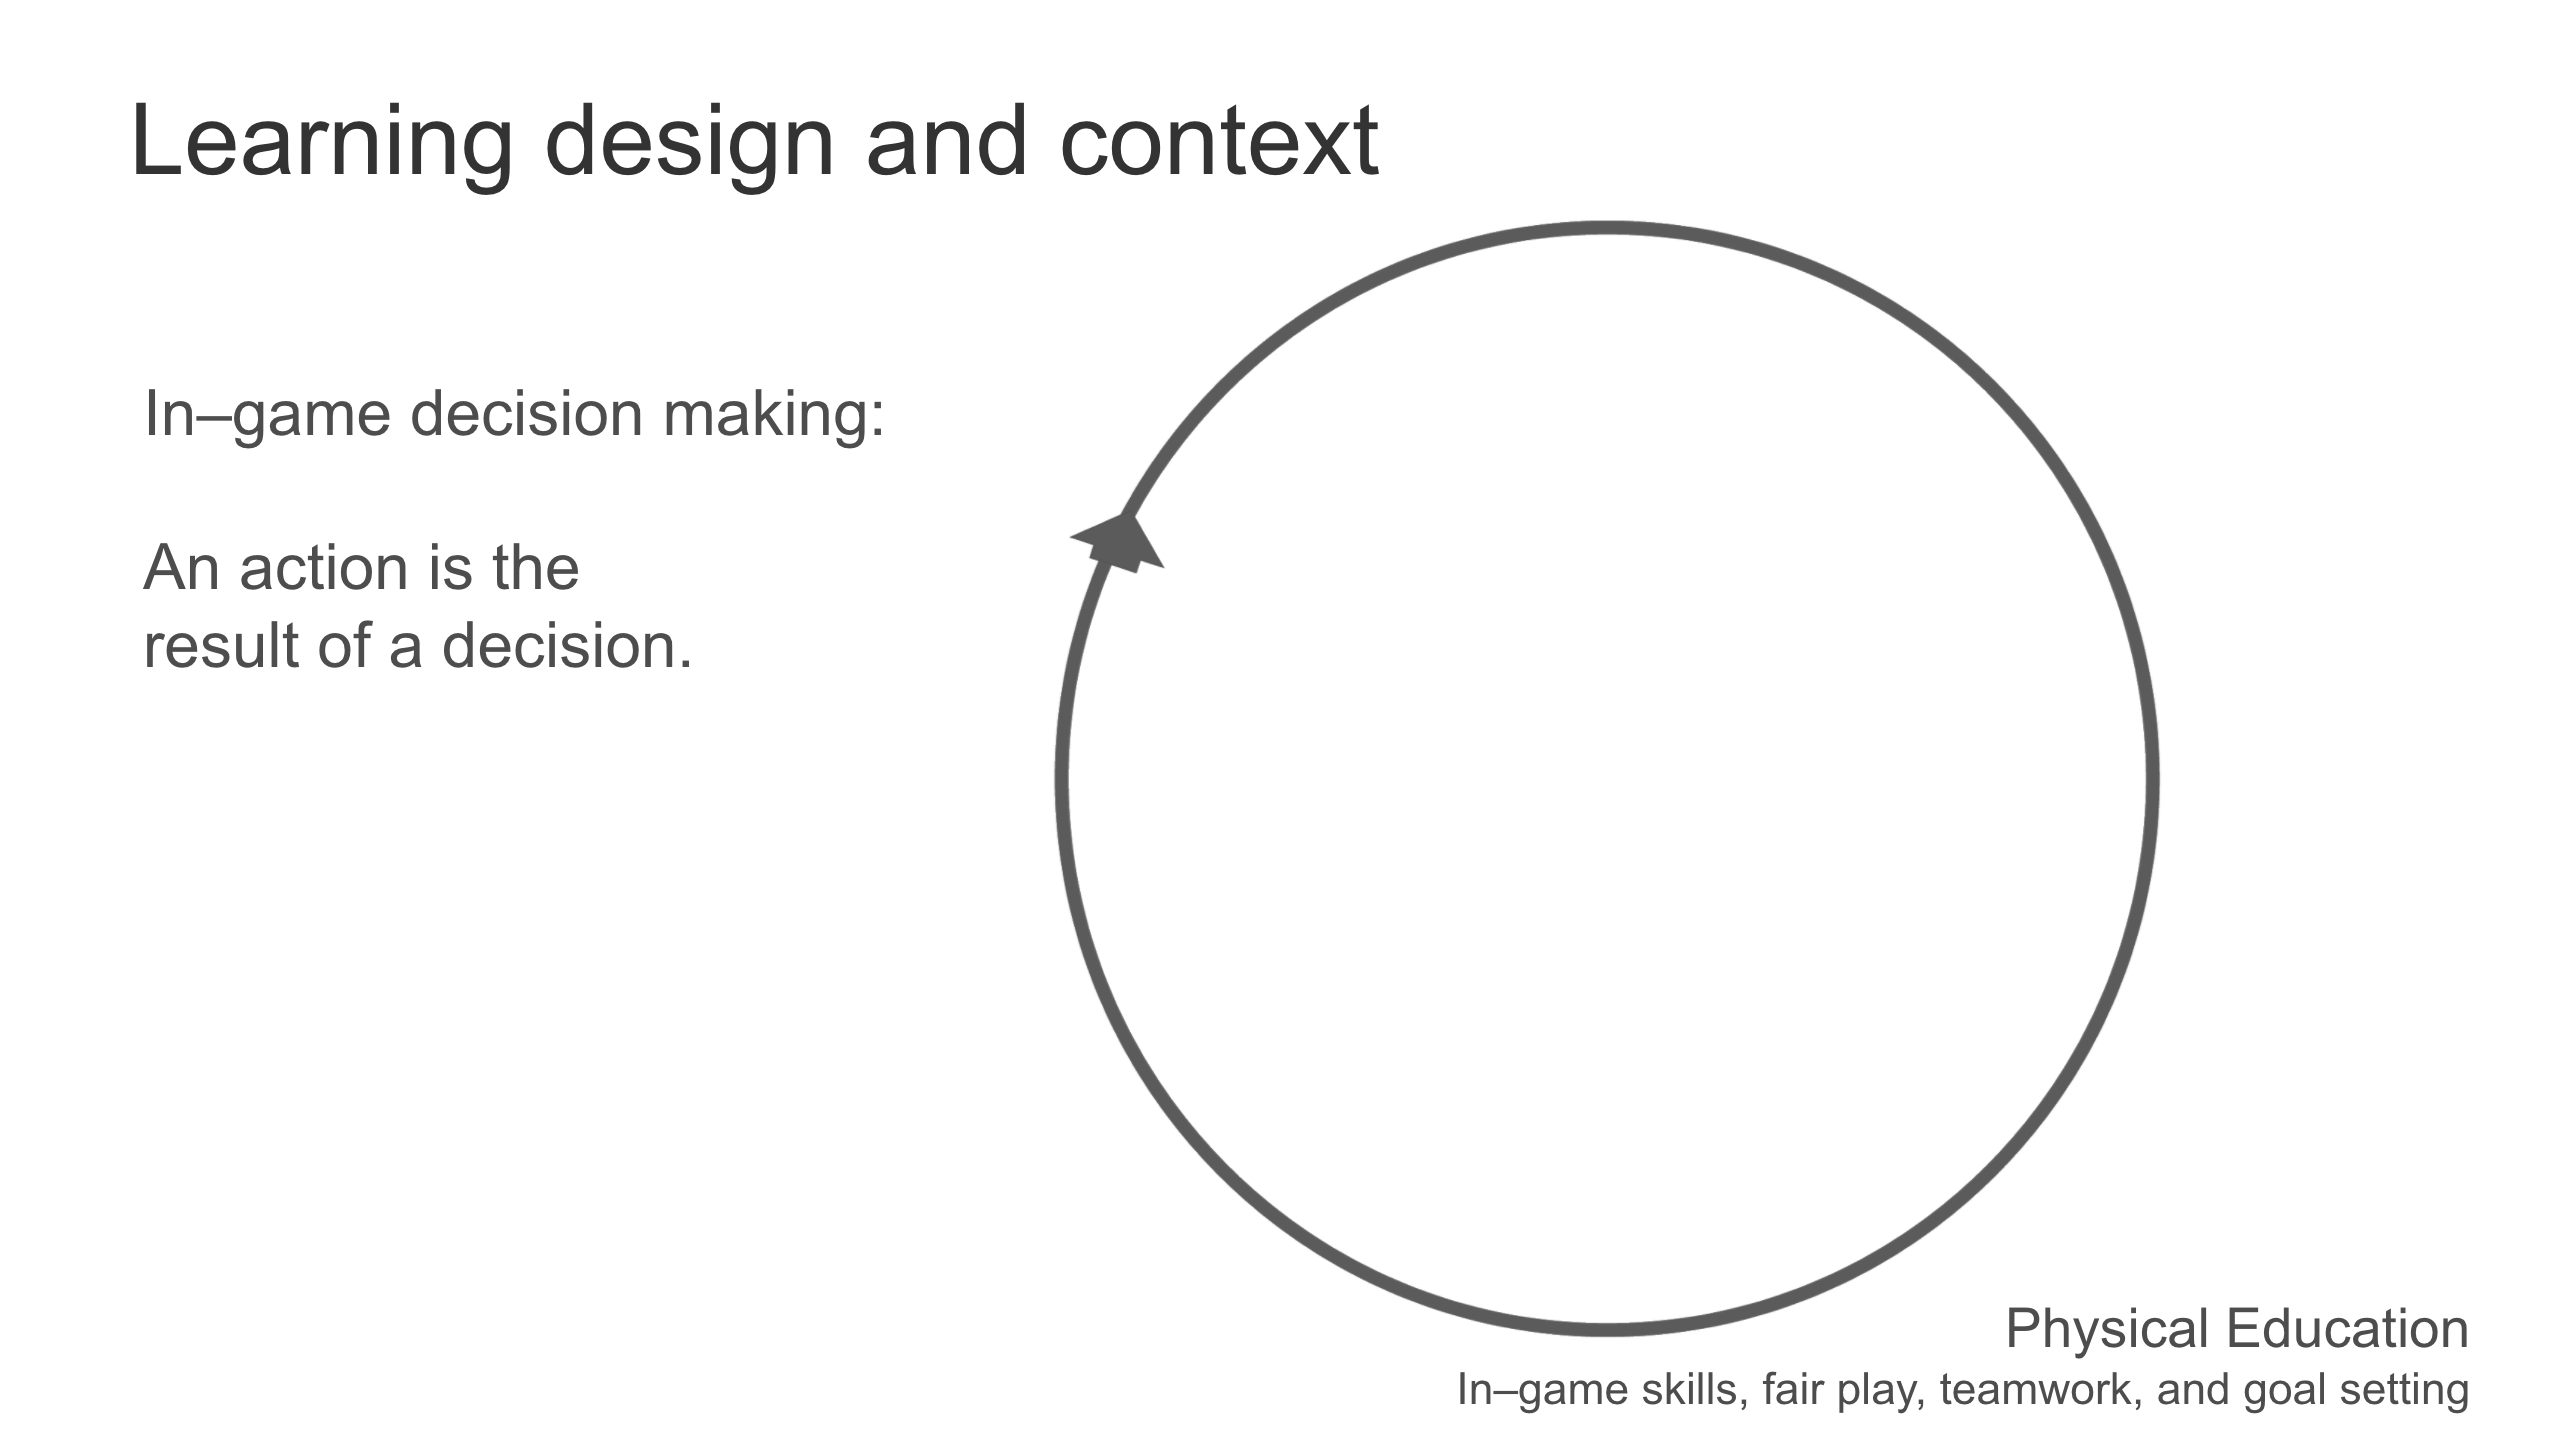 Learning design and context
In–game decision making:
An action is the
result of a decision.
Physical Education
In–game skills, fair play, teamwork, and goal setting